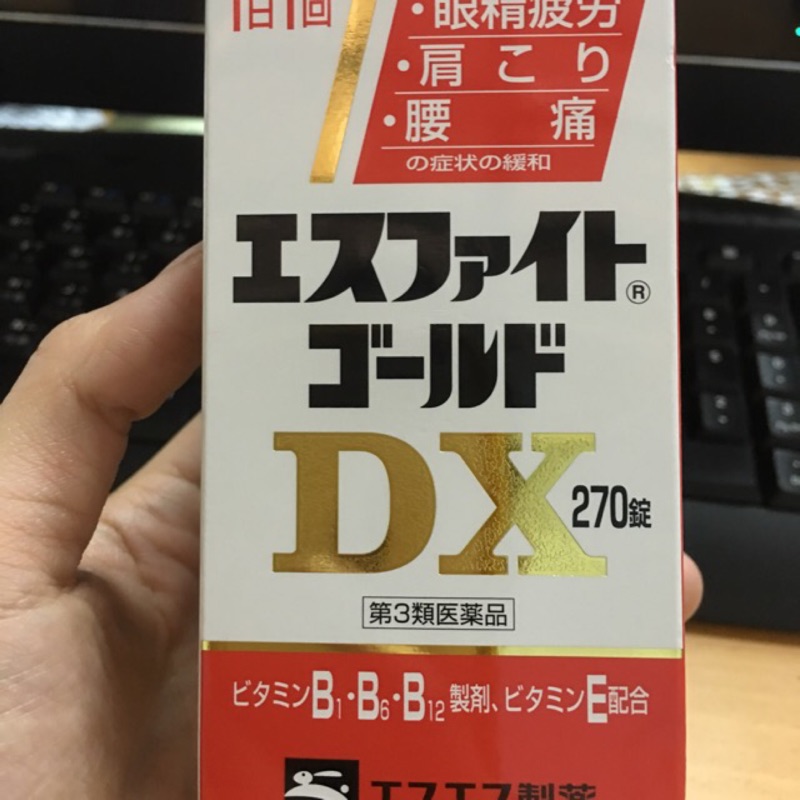 1日1回
・眼精疲労
・肩こり
・腰痛
の症状の緩和
エスファイト®
ゴールド
DX
270錠
第3類医薬品
ビタミンB1・B6・B12製剤、ビタミンE配合
エスエス製薬